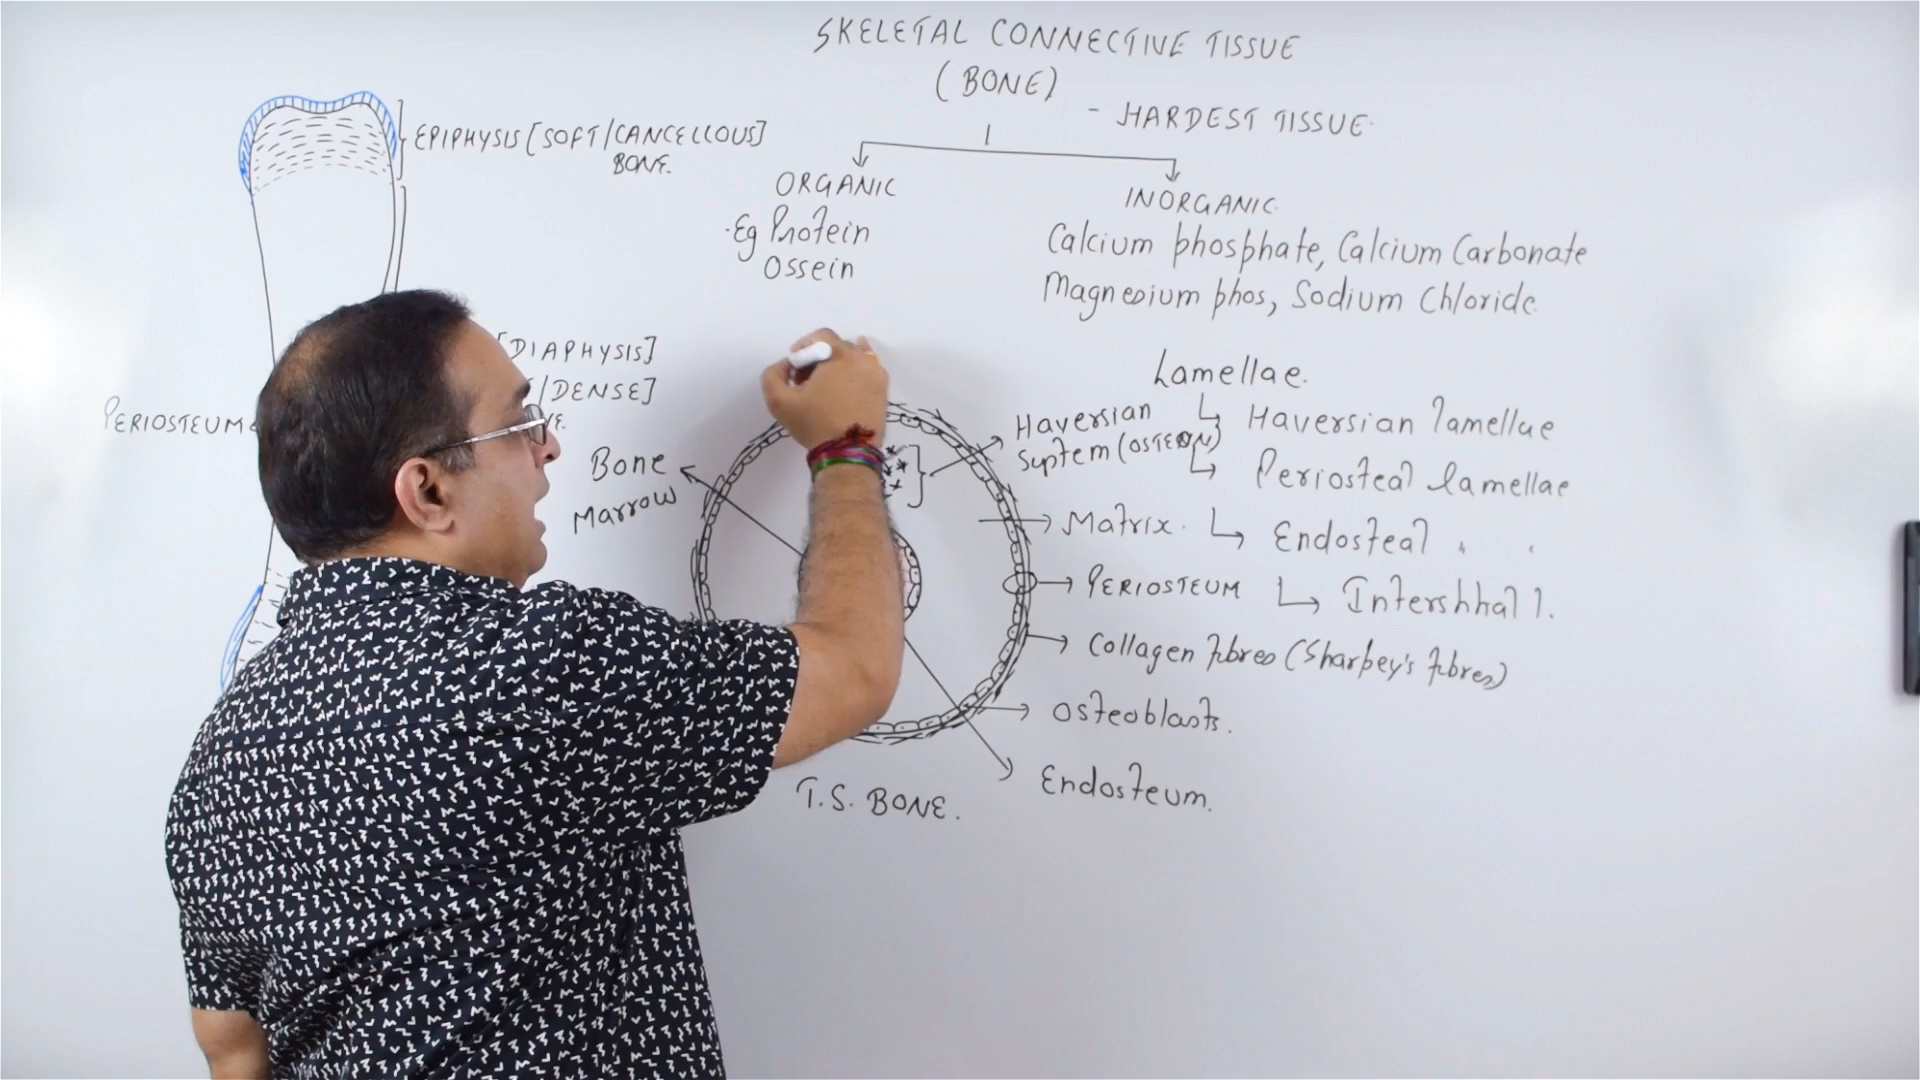 SKELETAL CONNECTIVE TISSUE
(BONE)
- HARDEST TISSUE
EPIPHYSIS [SOFT/CANCELLOUS]
BONE.
ORGANIC
Eg Protein
Ossein
INORGANIC
Calcium phosphate, Calcium Carbonate
Magnesium phos, Sodium Chloride
[DIAPHYSIS]
/DENSE]
PERIOSTEUM
Bone
Marrow
Lamellae.
Haversian
System (OSTEON)
Haversian lamellae
Periosteal lamellae
Matrix.
Endosteal " "
PERIOSTEUM
Collagen fibres (Sharpey's fibres)
Osteoblasts.
Endosteum.
T.S. BONE.